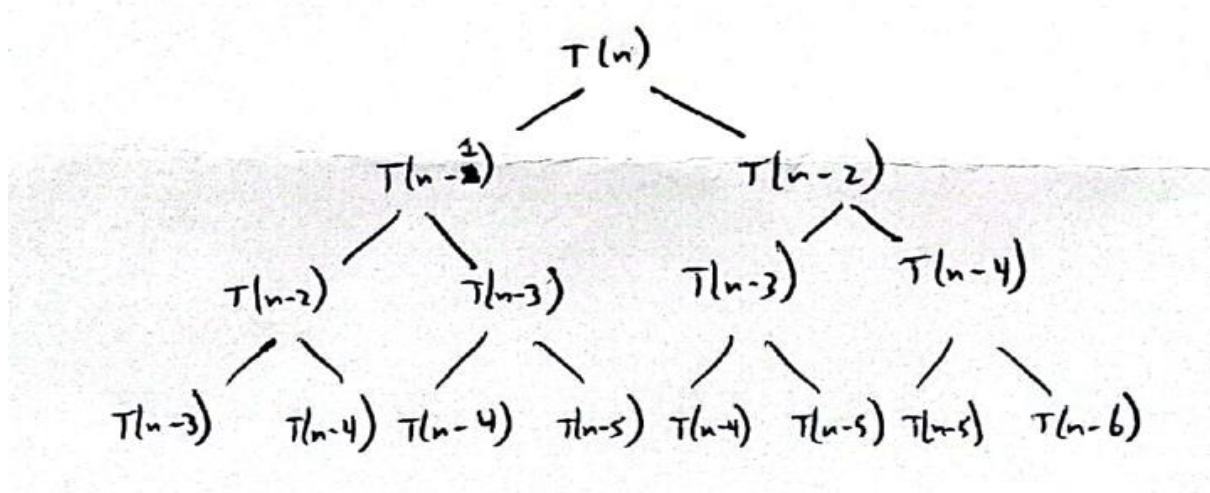 T(n)
T(n-1) T(n-2)
T(n-2) T(n-3) T(n-3) T(n-4)
T(n-3) T(n-4) T(n-4) T(n-5) T(n-4) T(n-5) T(n-5) T(n-6)